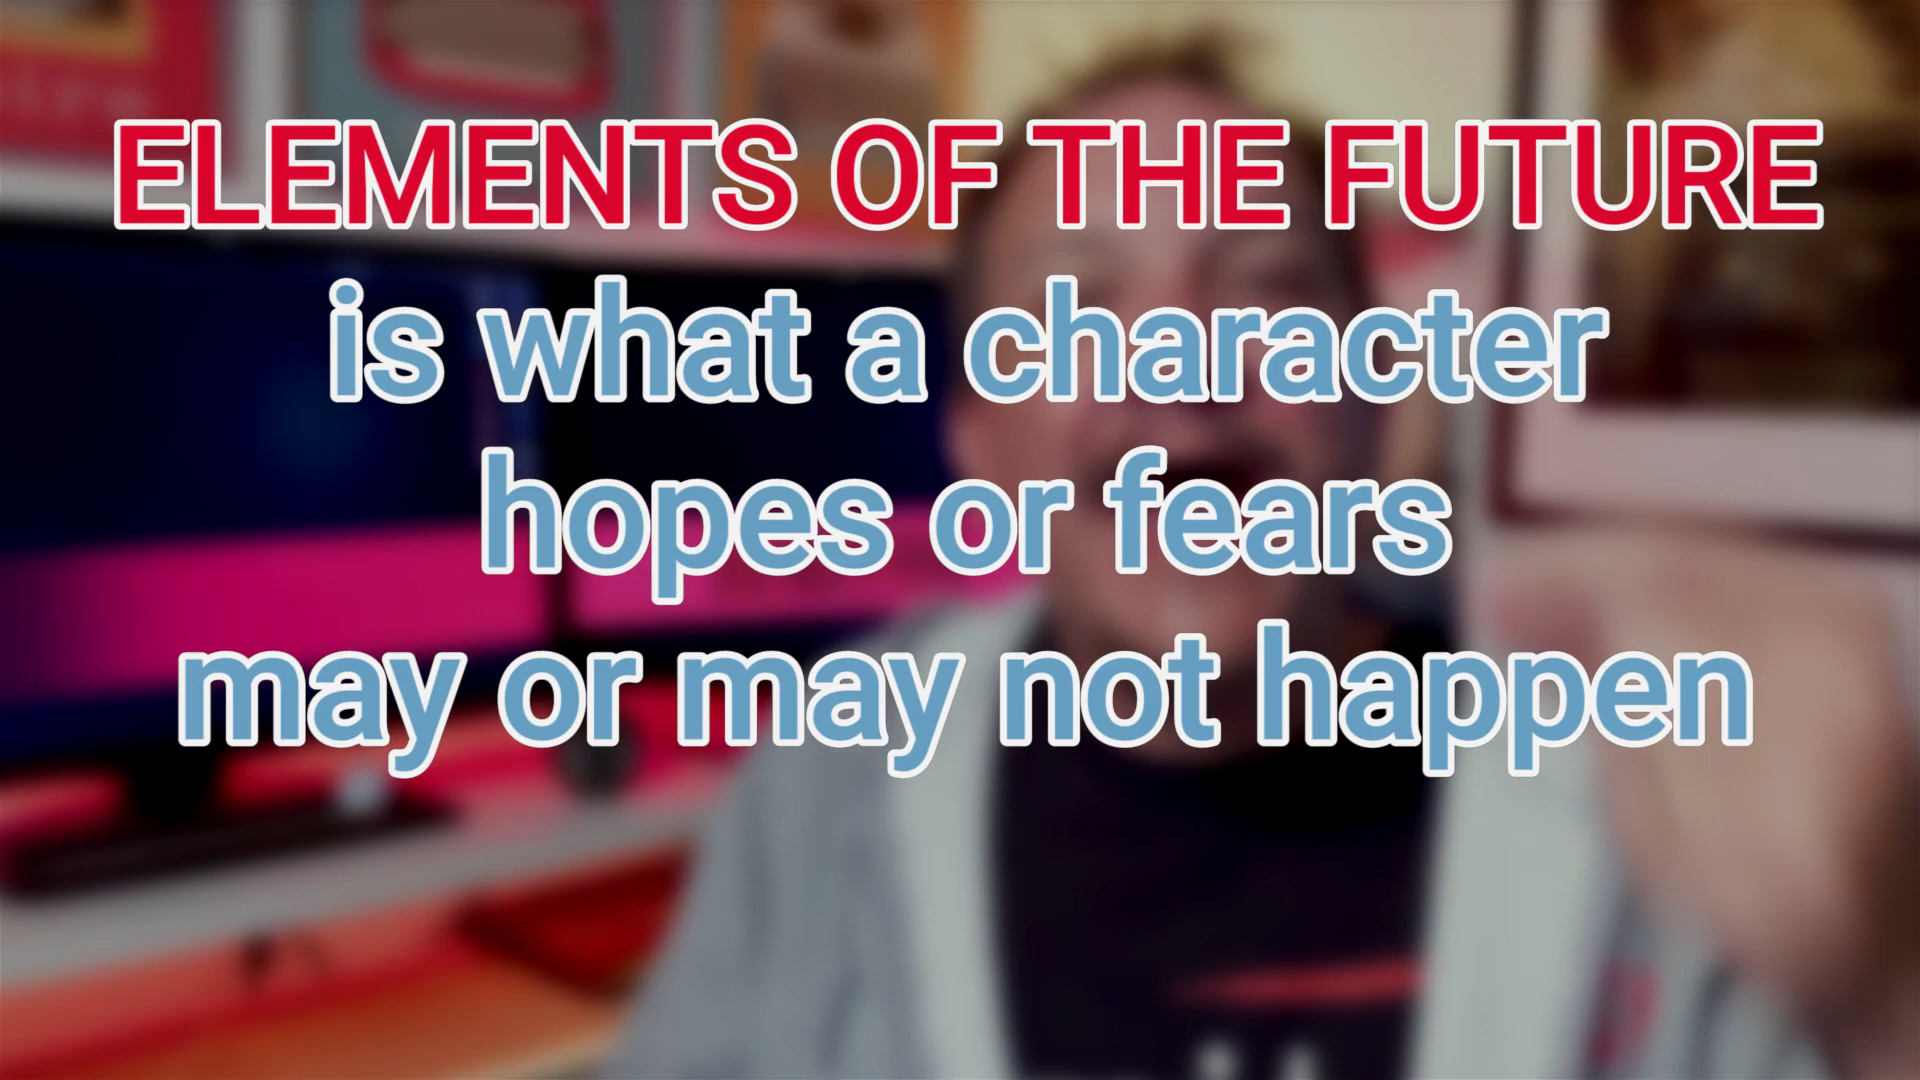 ELEMENTS OF THE FUTURE
is what a character
hopes or fears
may or may not happen